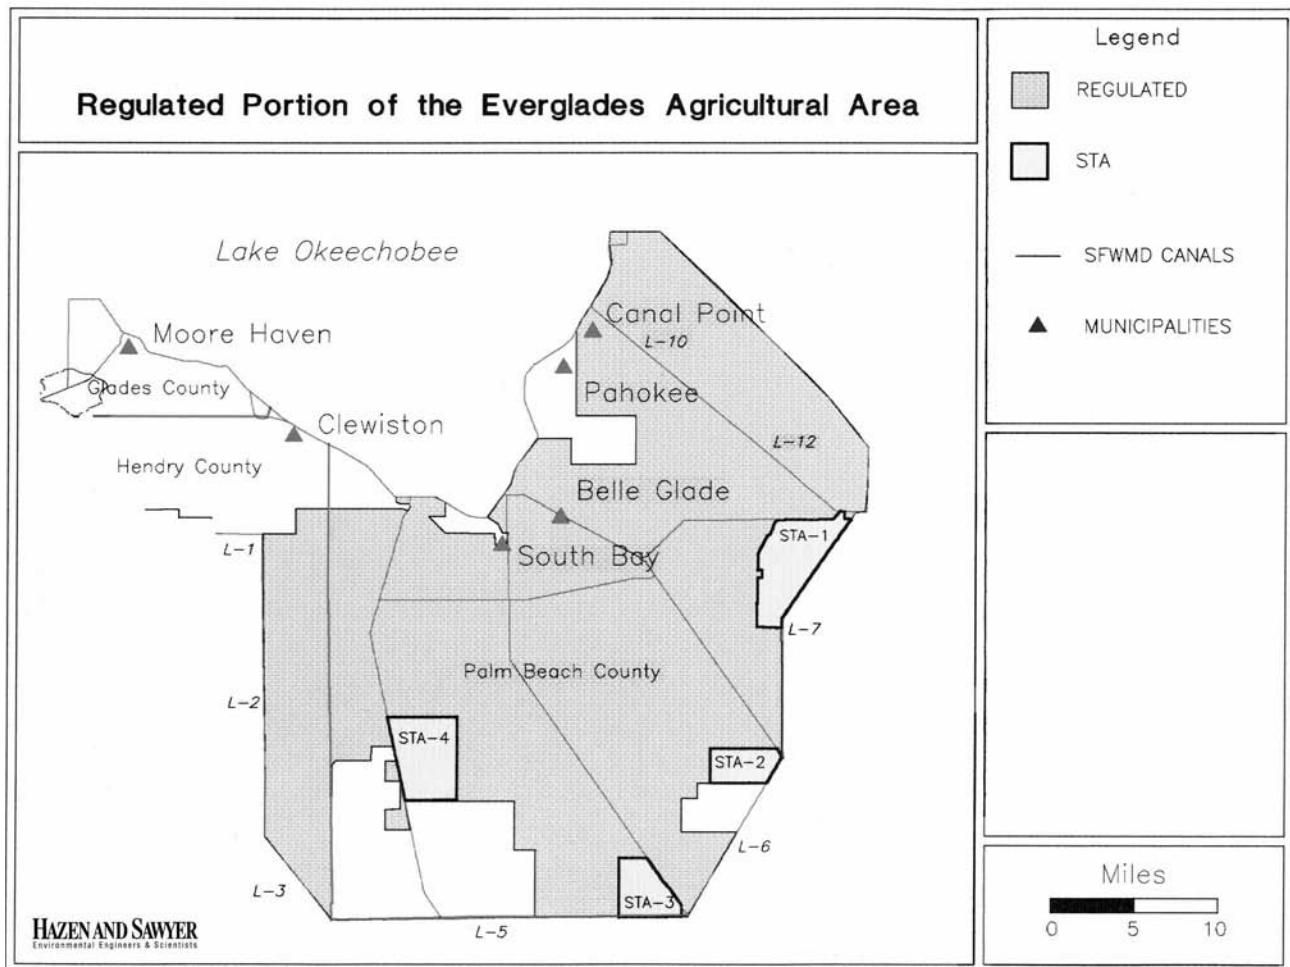 Regulated Portion of the Everglades Agricultural Area
Legend
REGULATED
STA
SFWMD CANALS
MUNICIPALITIES
Lake Okeechobee
Moore Haven
Canal Point
L-10
Glades County
Pahokee
Clewiston
L-12
Hendry County
Belle Glade
STA-1
L-1
South Bay
L-7
Palm Beach County
L-2
STA-4
STA-2
L-6
L-3
STA-3
L-5
HAZEN AND SAWYER
Environmental Engineers & Scientists
Miles
0 5 10